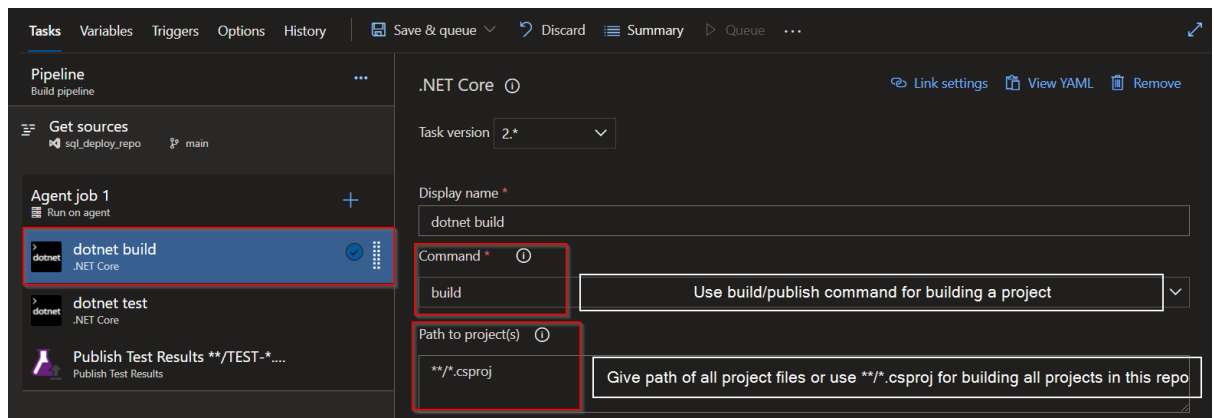 Tasks Variables Triggers Options History Save & queue Discard Summary Queue ...
Pipeline ...
Build pipeline
Get sources
sql_deploy_repo main
Agent job 1 +
Run on agent
dotnet dotnet build
.NET Core
dotnet dotnet test
.NET Core
Publish Test Results **/TEST-*....
Publish Test Results
.NET Core Link settings View YAML Remove
Task version 2.*
Display name *
dotnet build
Command *
build Use build/publish command for building a project
Path to project(s)
**/*.csproj Give path of all project files or use **/*.csproj for building all projects in this repo